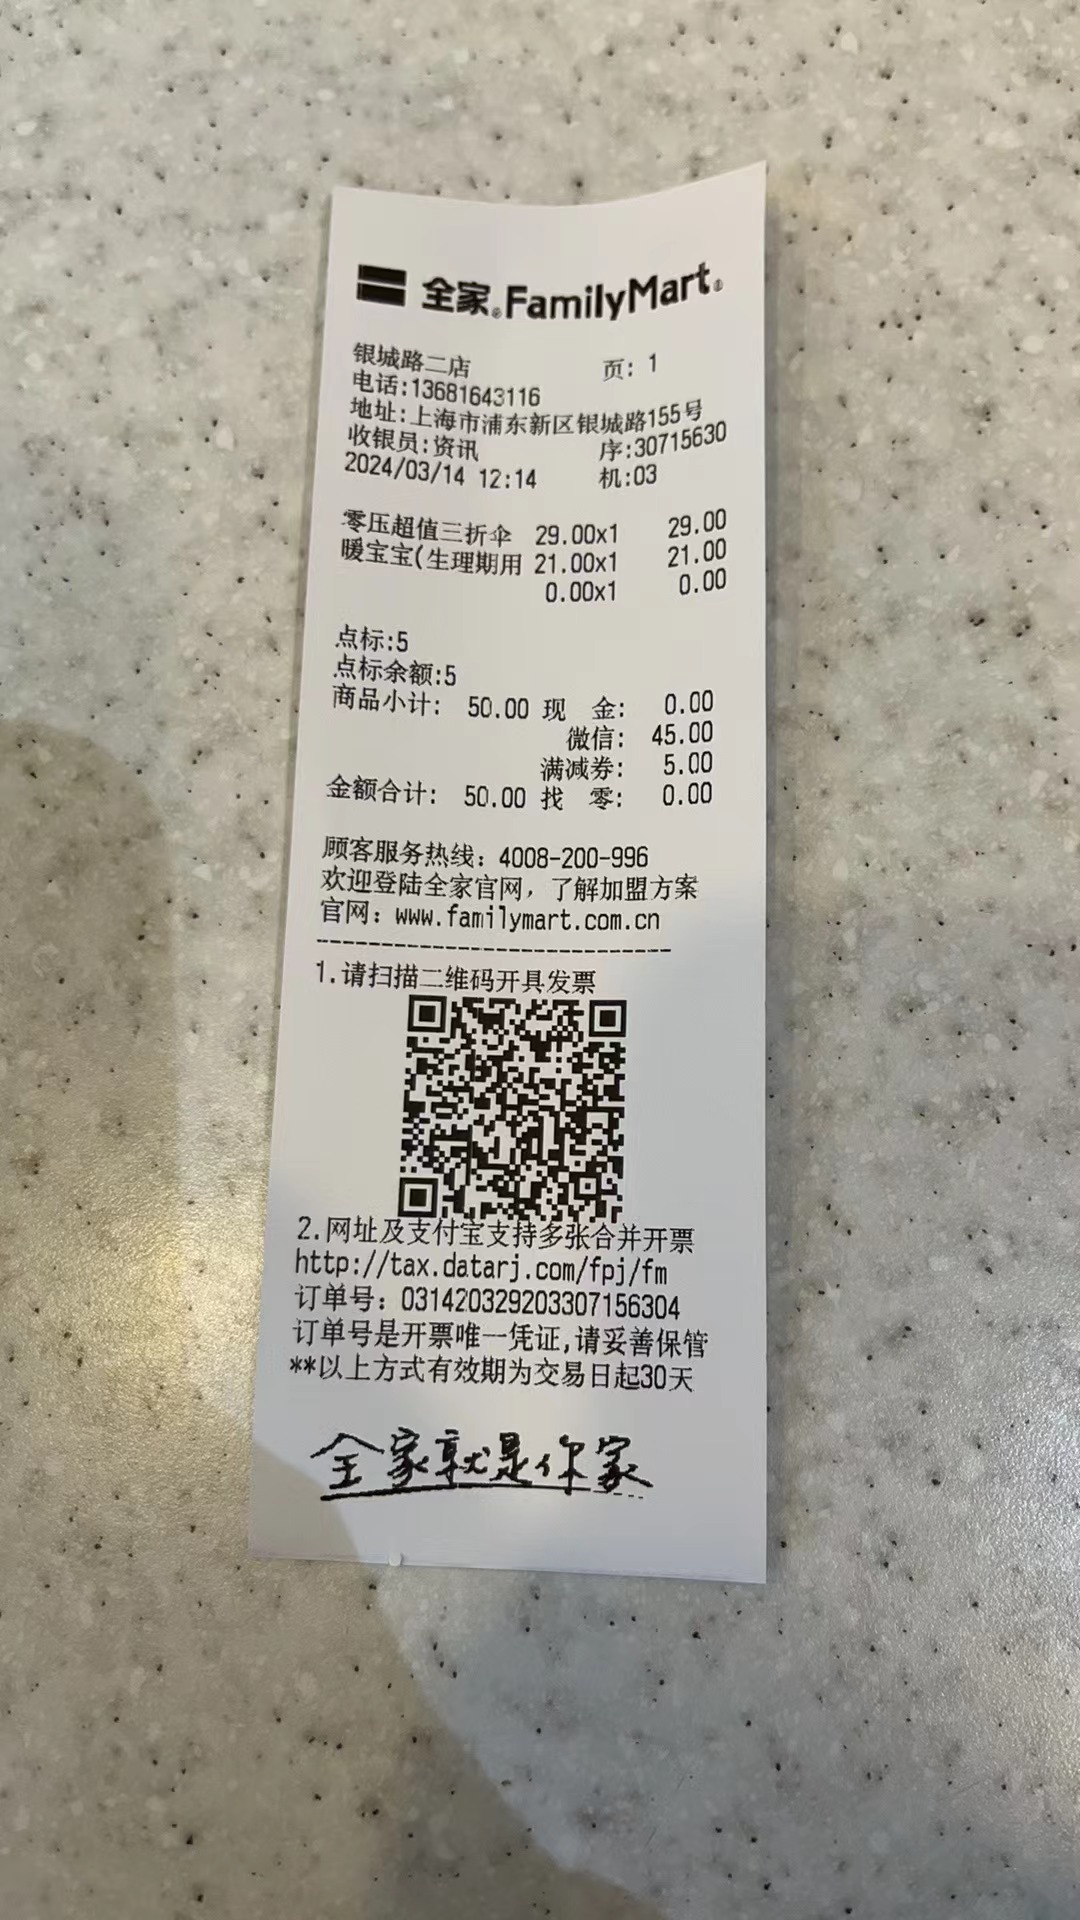 全家®FamilyMart®
银城路二店 页: 1
电话:13681643116
地址:上海市浦东新区银城路155号
收银员:资讯 序:30715630
2024/03/14 12:14 机:03
零压超值三折伞 29.00x1 29.00
暖宝宝(生理期用 21.00x1 21.00
0.00x1 0.00
点标:5
点标余额:5
商品小计: 50.00 现 金: 0.00
微信: 45.00
满减券: 5.00
金额合计: 50.00 找 零: 0.00
顾客服务热线: 4008-200-996
欢迎登陆全家官网，了解加盟方案
官网: www.familymart.com.cn
----------------------------
1.请扫描二维码开具发票
2.网址及支付宝支持多张合并开票
http://tax.datarj.com/fpj/fm
订单号: 031420329203307156304
订单号是开票唯一凭证,请妥善保管
**以上方式有效期为交易日起30天
全家就是你家